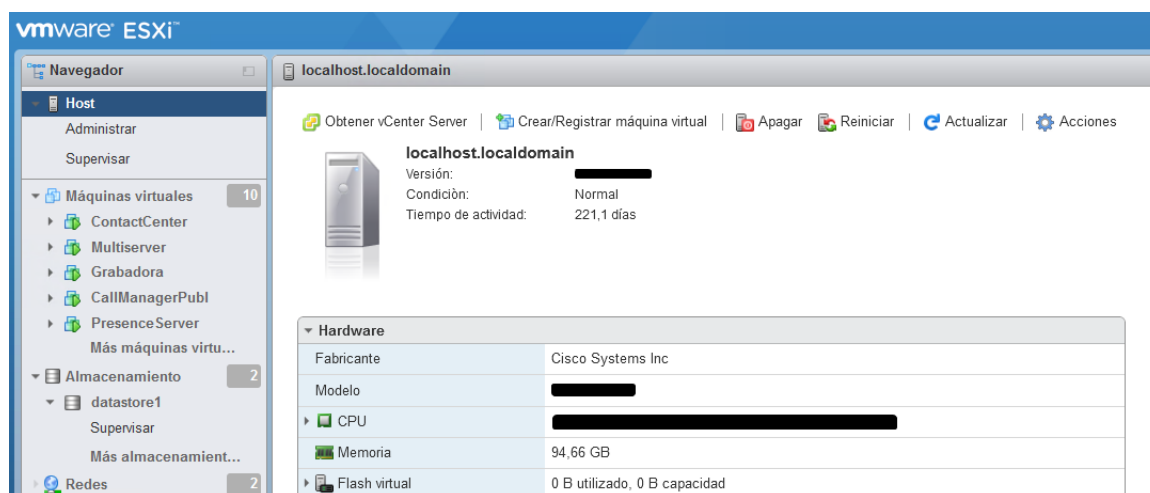 vmware ESXi™
Navegador
localhost.localdomain
Host
Administrar
Supervisar
Máquinas virtuales 10
ContactCenter
Multiserver
Grabadora
CallManagerPubl
PresenceServer
Más máquinas virtu...
Almacenamiento 2
datastore1
Supervisar
Más almacenamient...
Redes 2
Obtener vCenter Server | Crear/Registrar máquina virtual | Apagar Reiniciar | Actualizar | Acciones
localhost.localdomain
Versión:
Condiciòn: Normal
Tiempo de actividad: 221,1 días
Hardware
Fabricante Cisco Systems Inc
Modelo
CPU
Memoria 94,66 GB
Flash virtual 0 B utilizado, 0 B capacidad